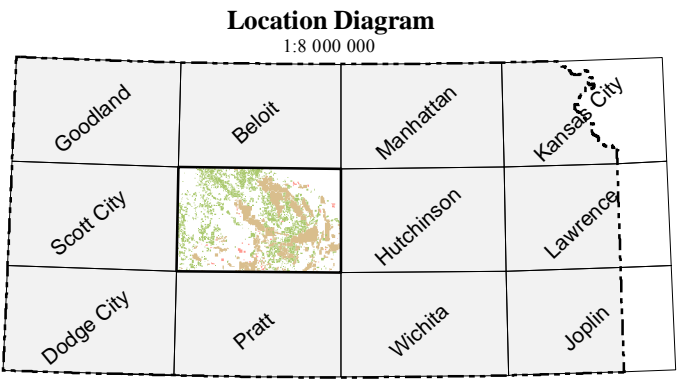 Location Diagram
1:8 000 000
Goodland
Beloit
Manhattan
Kansas City
Scott City
Hutchinson
Lawrence
Dodge City
Pratt
Wichita
Joplin